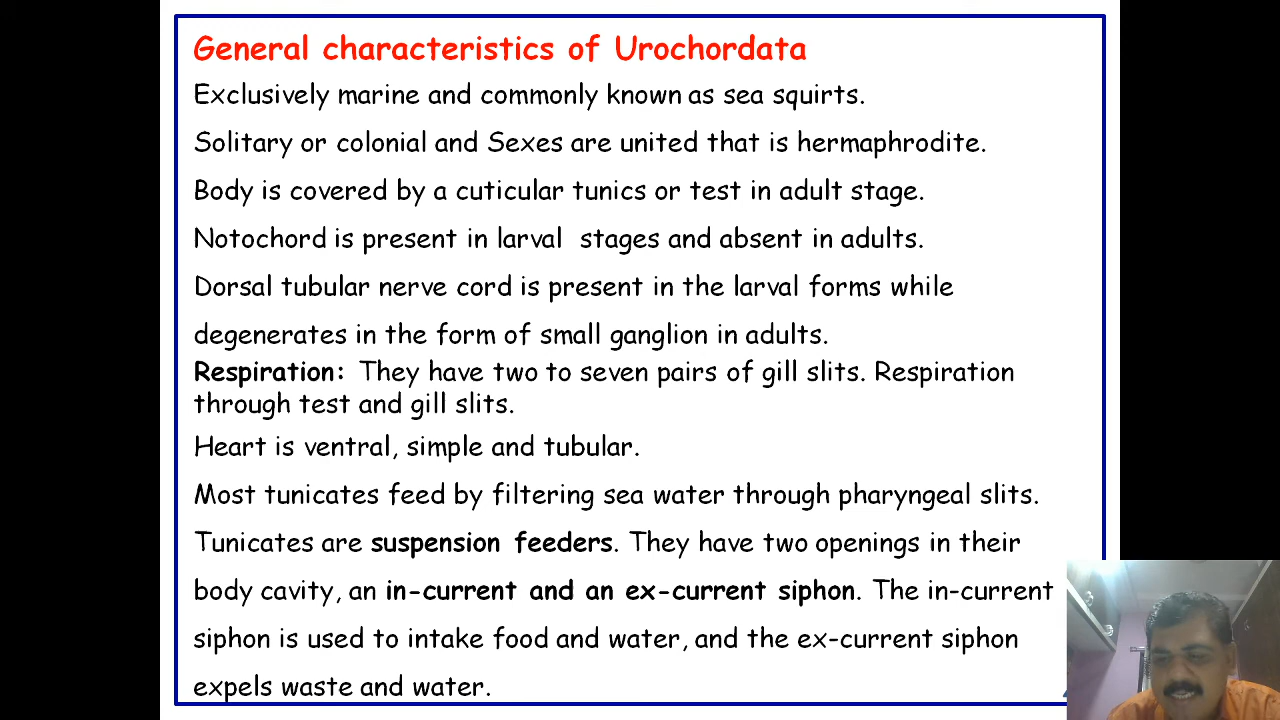 General characteristics of Urochordata
Exclusively marine and commonly known as sea squirts.
Solitary or colonial and Sexes are united that is hermaphrodite.
Body is covered by a cuticular tunics or test in adult stage.
Notochord is present in larval stages and absent in adults.
Dorsal tubular nerve cord is present in the larval forms while
degenerates in the form of small ganglion in adults.
Respiration: They have two to seven pairs of gill slits. Respiration
through test and gill slits.
Heart is ventral, simple and tubular.
Most tunicates feed by filtering sea water through pharyngeal slits.
Tunicates are suspension feeders. They have two openings in their
body cavity, an in-current and an ex-current siphon. The in-current
siphon is used to intake food and water, and the ex-current siphon
expels waste and water.